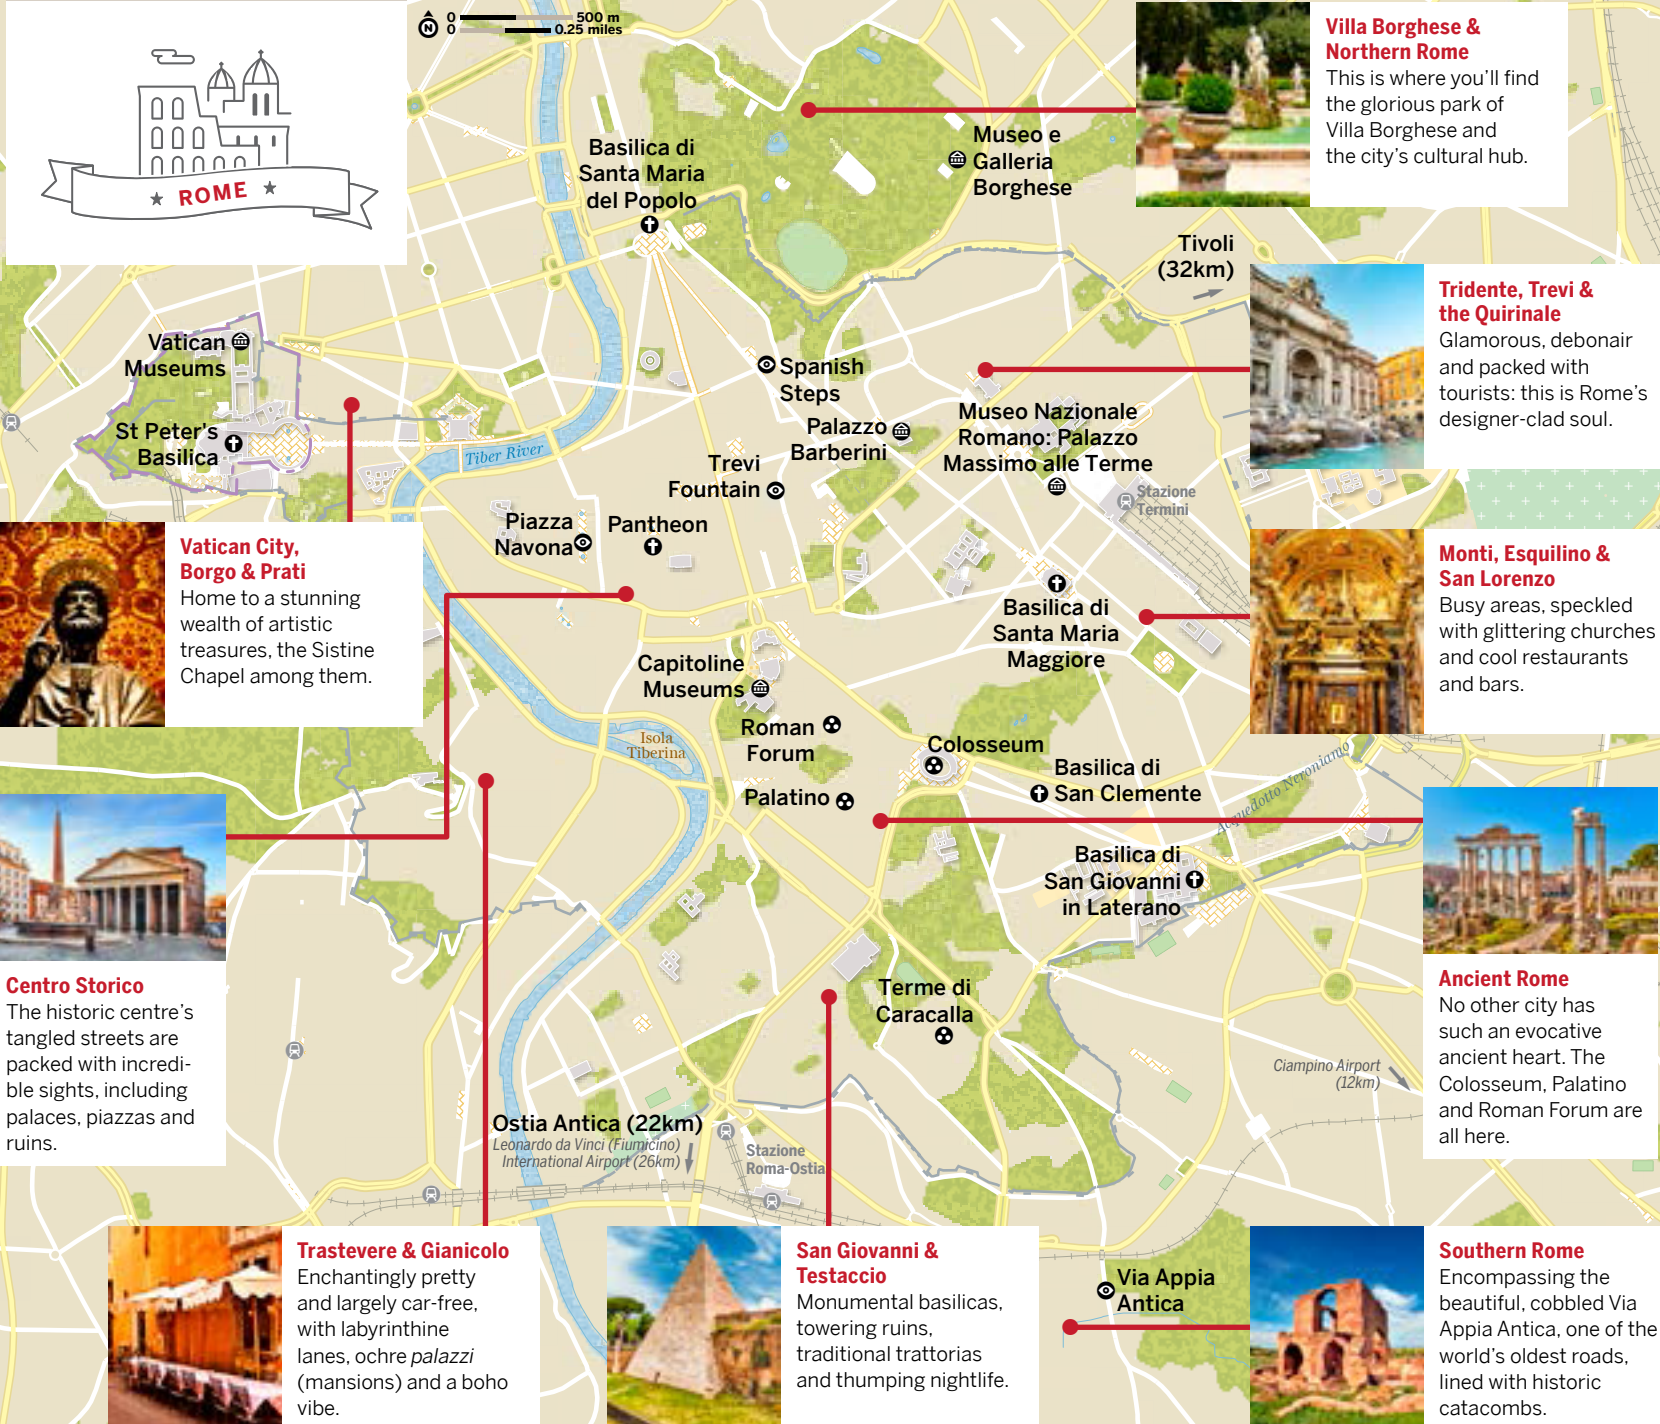 ROME
N
0 500 m
0 0.25 miles
Villa Borghese &
Northern Rome
This is where you'll find
the glorious park of
Villa Borghese and
the city's cultural hub.
Basilica di
Santa Maria
del Popolo
Museo e
Galleria
Borghese
Tivoli
(32km)
Tridente, Trevi &
the Quirinale
Glamorous, debonair
and packed with
tourists: this is Rome's
designer-clad soul.
Vatican
Museums
St Peter's
Basilica
Spanish
Steps
Palazzo
Barberini
Museo Nazionale
Romano: Palazzo
Massimo alle Terme
Tiber River
Trevi
Fountain
Stazione
Termini
Piazza
Navona
Pantheon
Vatican City,
Borgo & Prati
Home to a stunning
wealth of artistic
treasures, the Sistine
Chapel among them.
Monti, Esquilino &
San Lorenzo
Busy areas, speckled
with glittering churches
and cool restaurants
and bars.
Basilica di
Santa Maria
Maggiore
Capitoline
Museums
Roman
Forum
Isola
Tiberina
Colosseum
Palatino
Basilica di
San Clemente
Acquedotto Neroniano
Basilica di
San Giovanni
in Laterano
Centro Storico
The historic centre's
tangled streets are
packed with incredi-
ble sights, including
palaces, piazzas and
ruins.
Ancient Rome
No other city has
such an evocative
ancient heart. The
Colosseum, Palatino
and Roman Forum are
all here.
Terme di
Caracalla
Ciampino Airport
(12km)
Ostia Antica (22km)
Leonardo da Vinci (Fiumicino)
International Airport (26km)
Stazione
Roma-Ostia
Trastevere & Gianicolo
Enchantingly pretty
and largely car-free,
with labyrinthine
lanes, ochre palazzi
(mansions) and a boho
vibe.
San Giovanni &
Testaccio
Monumental basilicas,
towering ruins,
traditional trattorias
and thumping nightlife.
Via Appia
Antica
Southern Rome
Encompassing the
beautiful, cobbled Via
Appia Antica, one of the
world's oldest roads,
lined with historic
catacombs.